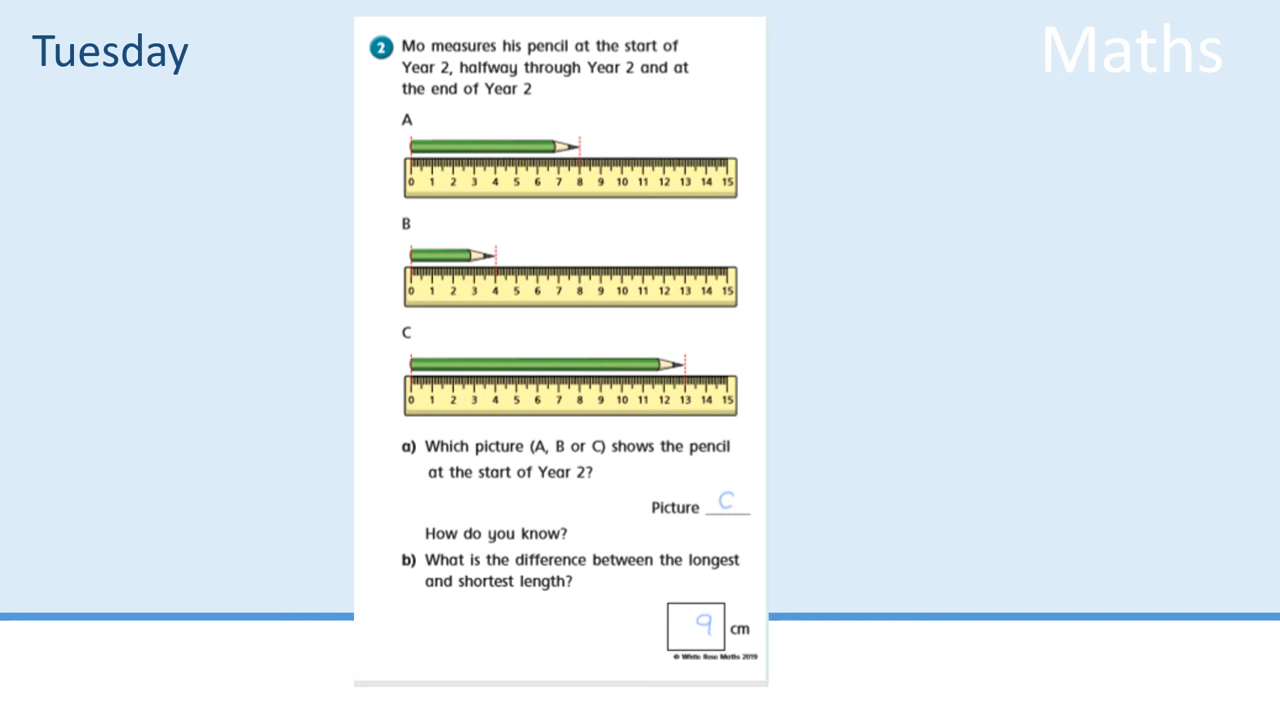 Tuesday
Maths
2 Mo measures his pencil at the start of
Year 2, halfway through Year 2 and at
the end of Year 2
A
0 1 2 3 4 5 6 7 8 9 10 11 12 13 14 15
B
0 1 2 3 4 5 6 7 8 9 10 11 12 13 14 15
C
0 1 2 3 4 5 6 7 8 9 10 11 12 13 14 15
a) Which picture (A, B or C) shows the pencil
at the start of Year 2?
Picture C
How do you know?
b) What is the difference between the longest
and shortest length?
9 cm
© White Rose Maths 2019